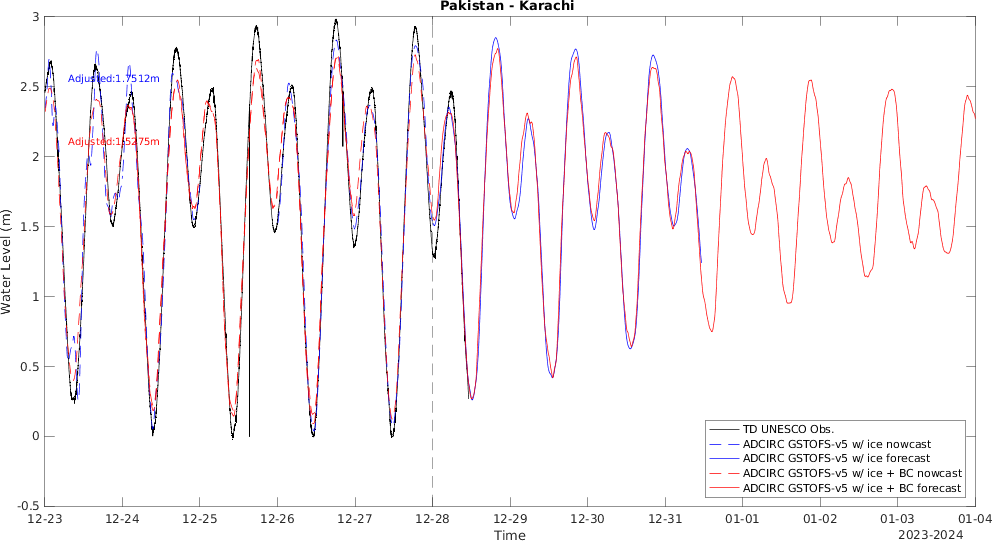 Pakistan - Karachi
3
2.5
2
1.5
1
0.5
0
-0.5
Water Level (m)
Adjusted:1.7512m
Adjusted:1.5275m
TD UNESCO Obs.
ADCIRC GSTOFS-v5 w/ ice nowcast
ADCIRC GSTOFS-v5 w/ ice forecast
ADCIRC GSTOFS-v5 w/ ice + BC nowcast
ADCIRC GSTOFS-v5 w/ ice + BC forecast
12-23 12-24 12-25 12-26 12-27 12-28 12-29 12-30 12-31 01-01 01-02 01-03 01-04
Time
2023-2024